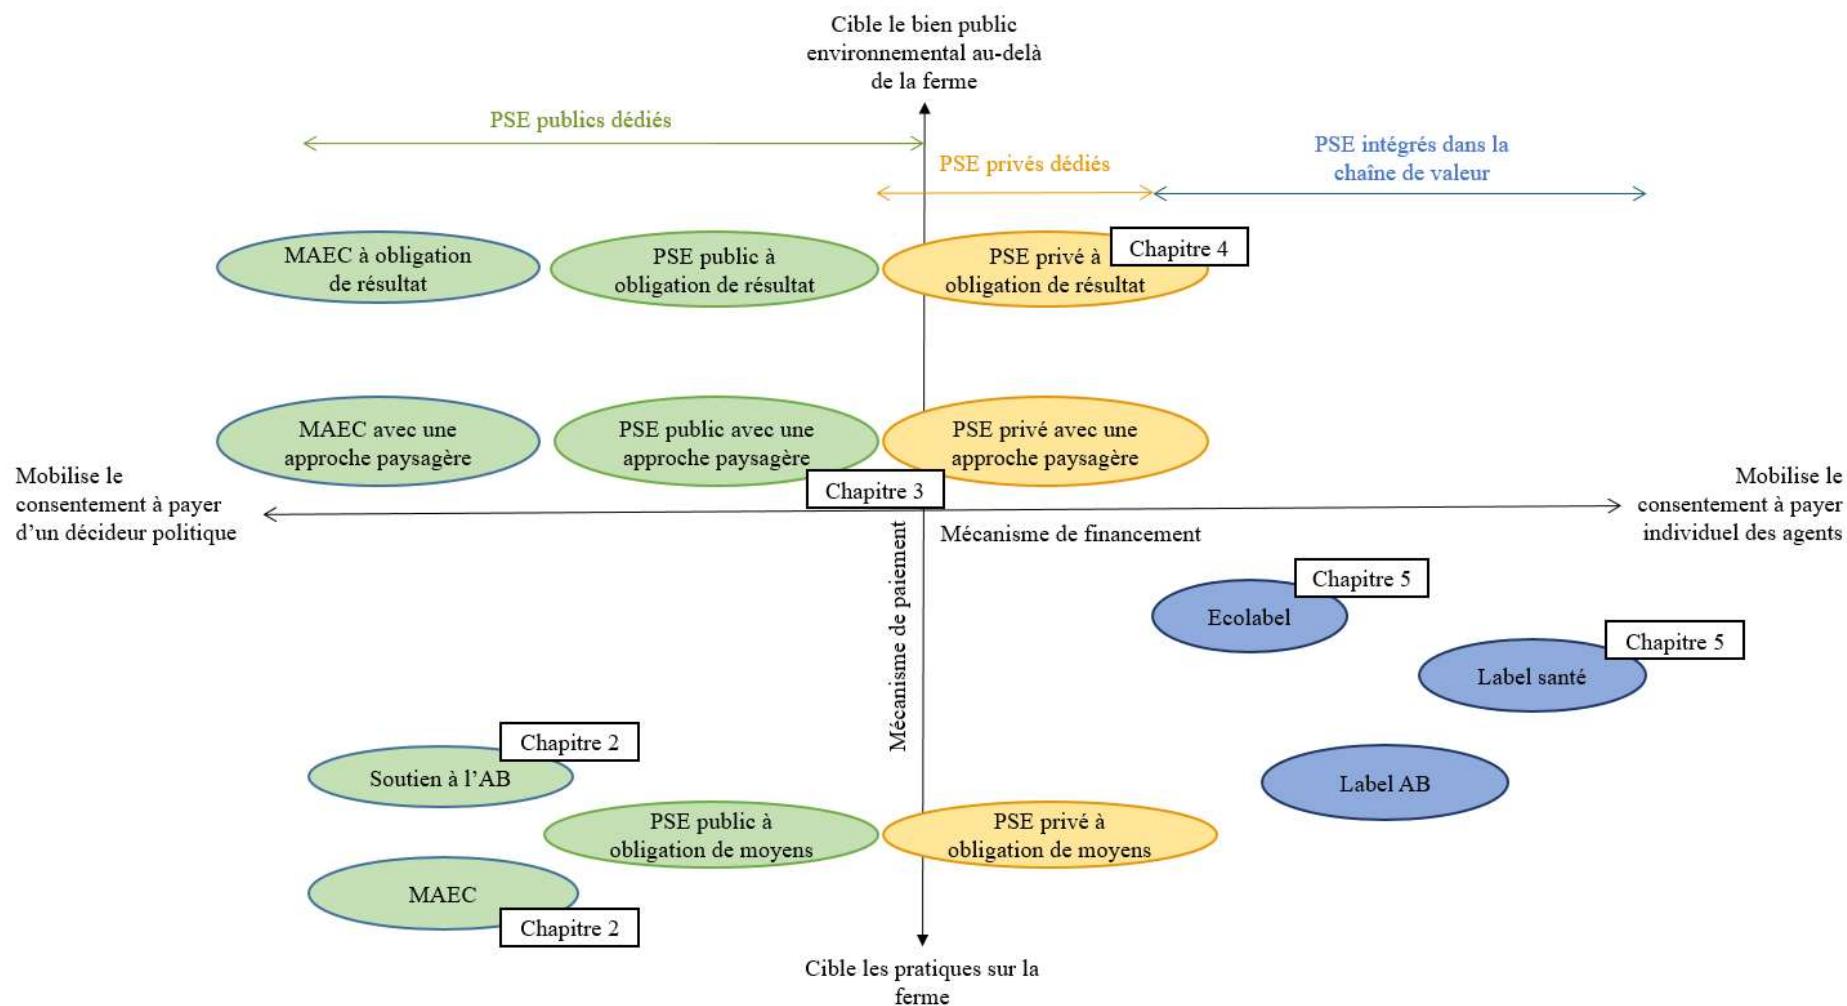 Cible le bien public
environnemental au-delà
de la ferme
PSE publics dédiés
PSE privés dédiés
PSE intégrés dans la
chaîne de valeur
MAEC à obligation
de résultat
PSE public à
obligation de résultat
PSE privé à
obligation de résultat
Chapitre 4
MAEC avec une
approche paysagère
PSE public avec une
approche paysagère
PSE privé avec une
approche paysagère
Chapitre 3
Mobilise le
consentement à payer
d’un décideur politique
Mobilise le
consentement à payer
individuel des agents
Mécanisme de financement
Mécanisme de paiement
Chapitre 5
Ecolabel
Chapitre 5
Label santé
Chapitre 2
Soutien à l’AB
Label AB
PSE public à
obligation de moyens
PSE privé à
obligation de moyens
MAEC
Chapitre 2
Cible les pratiques sur la
ferme